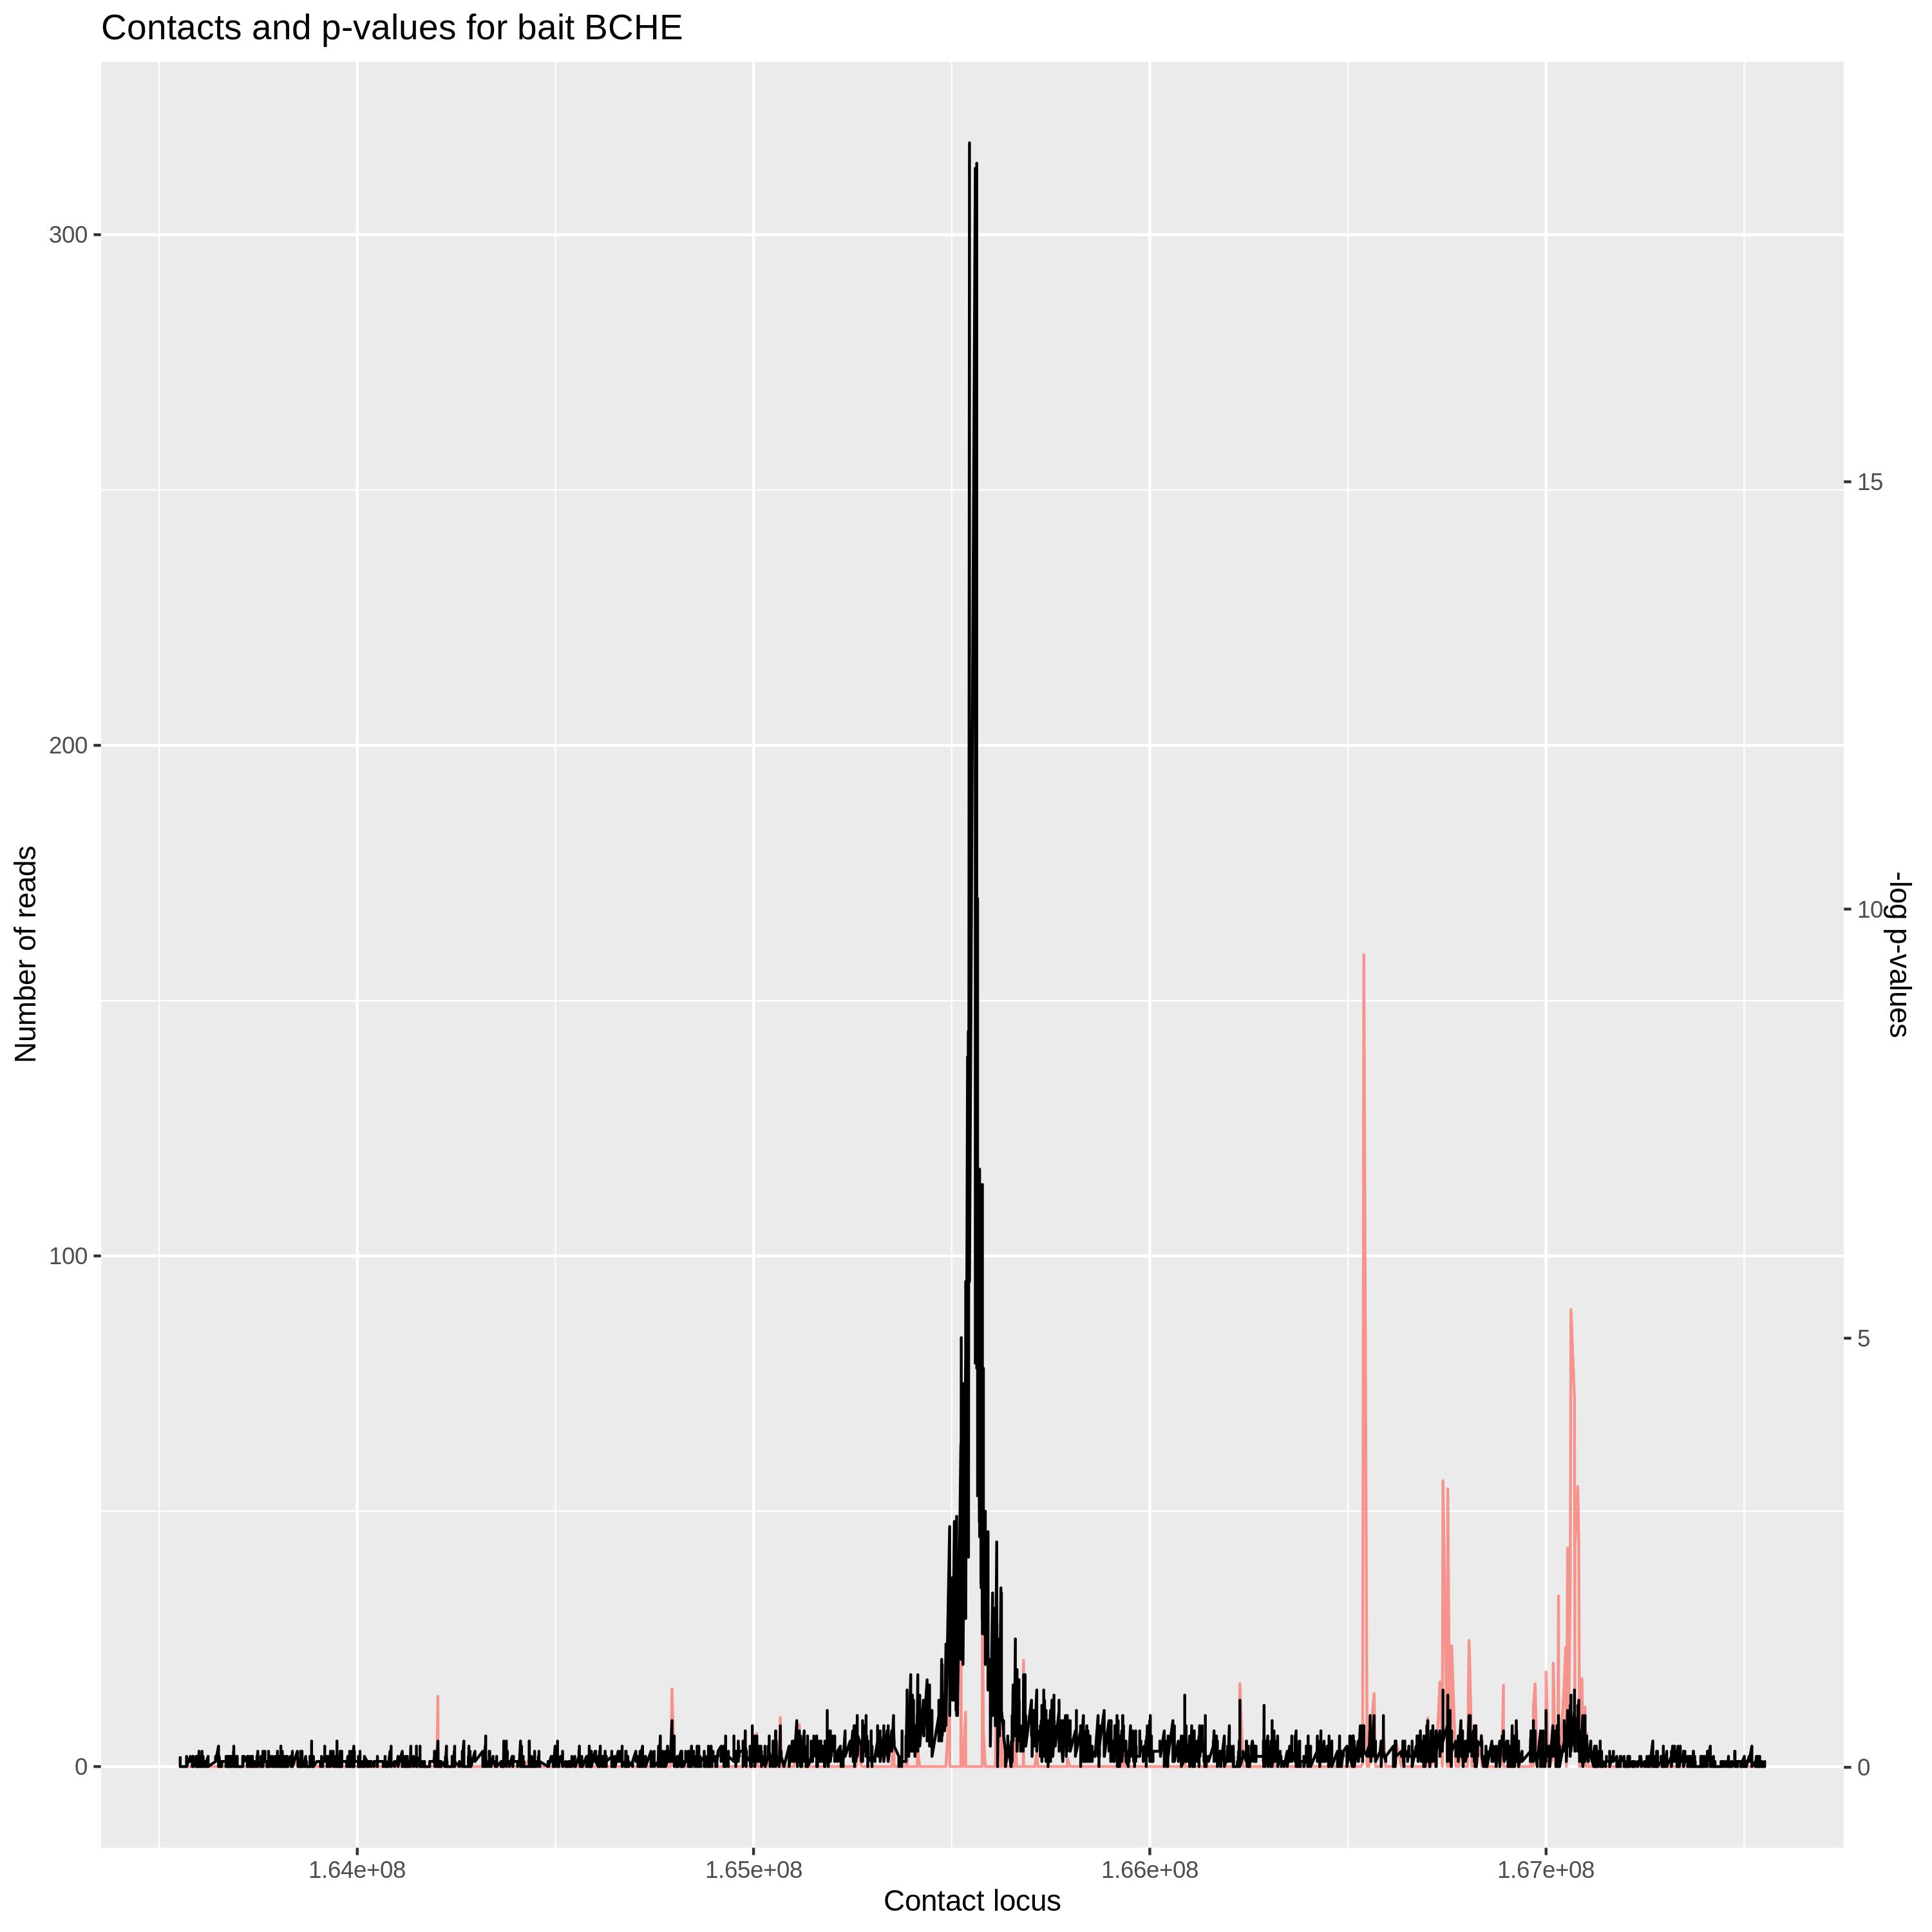 Contacts and p-values for bait BCHE
Number of reads
300
200
100
0
15
10
5
0
-log p-values
1.64e+08
1.65e+08
1.66e+08
1.67e+08
Contact locus